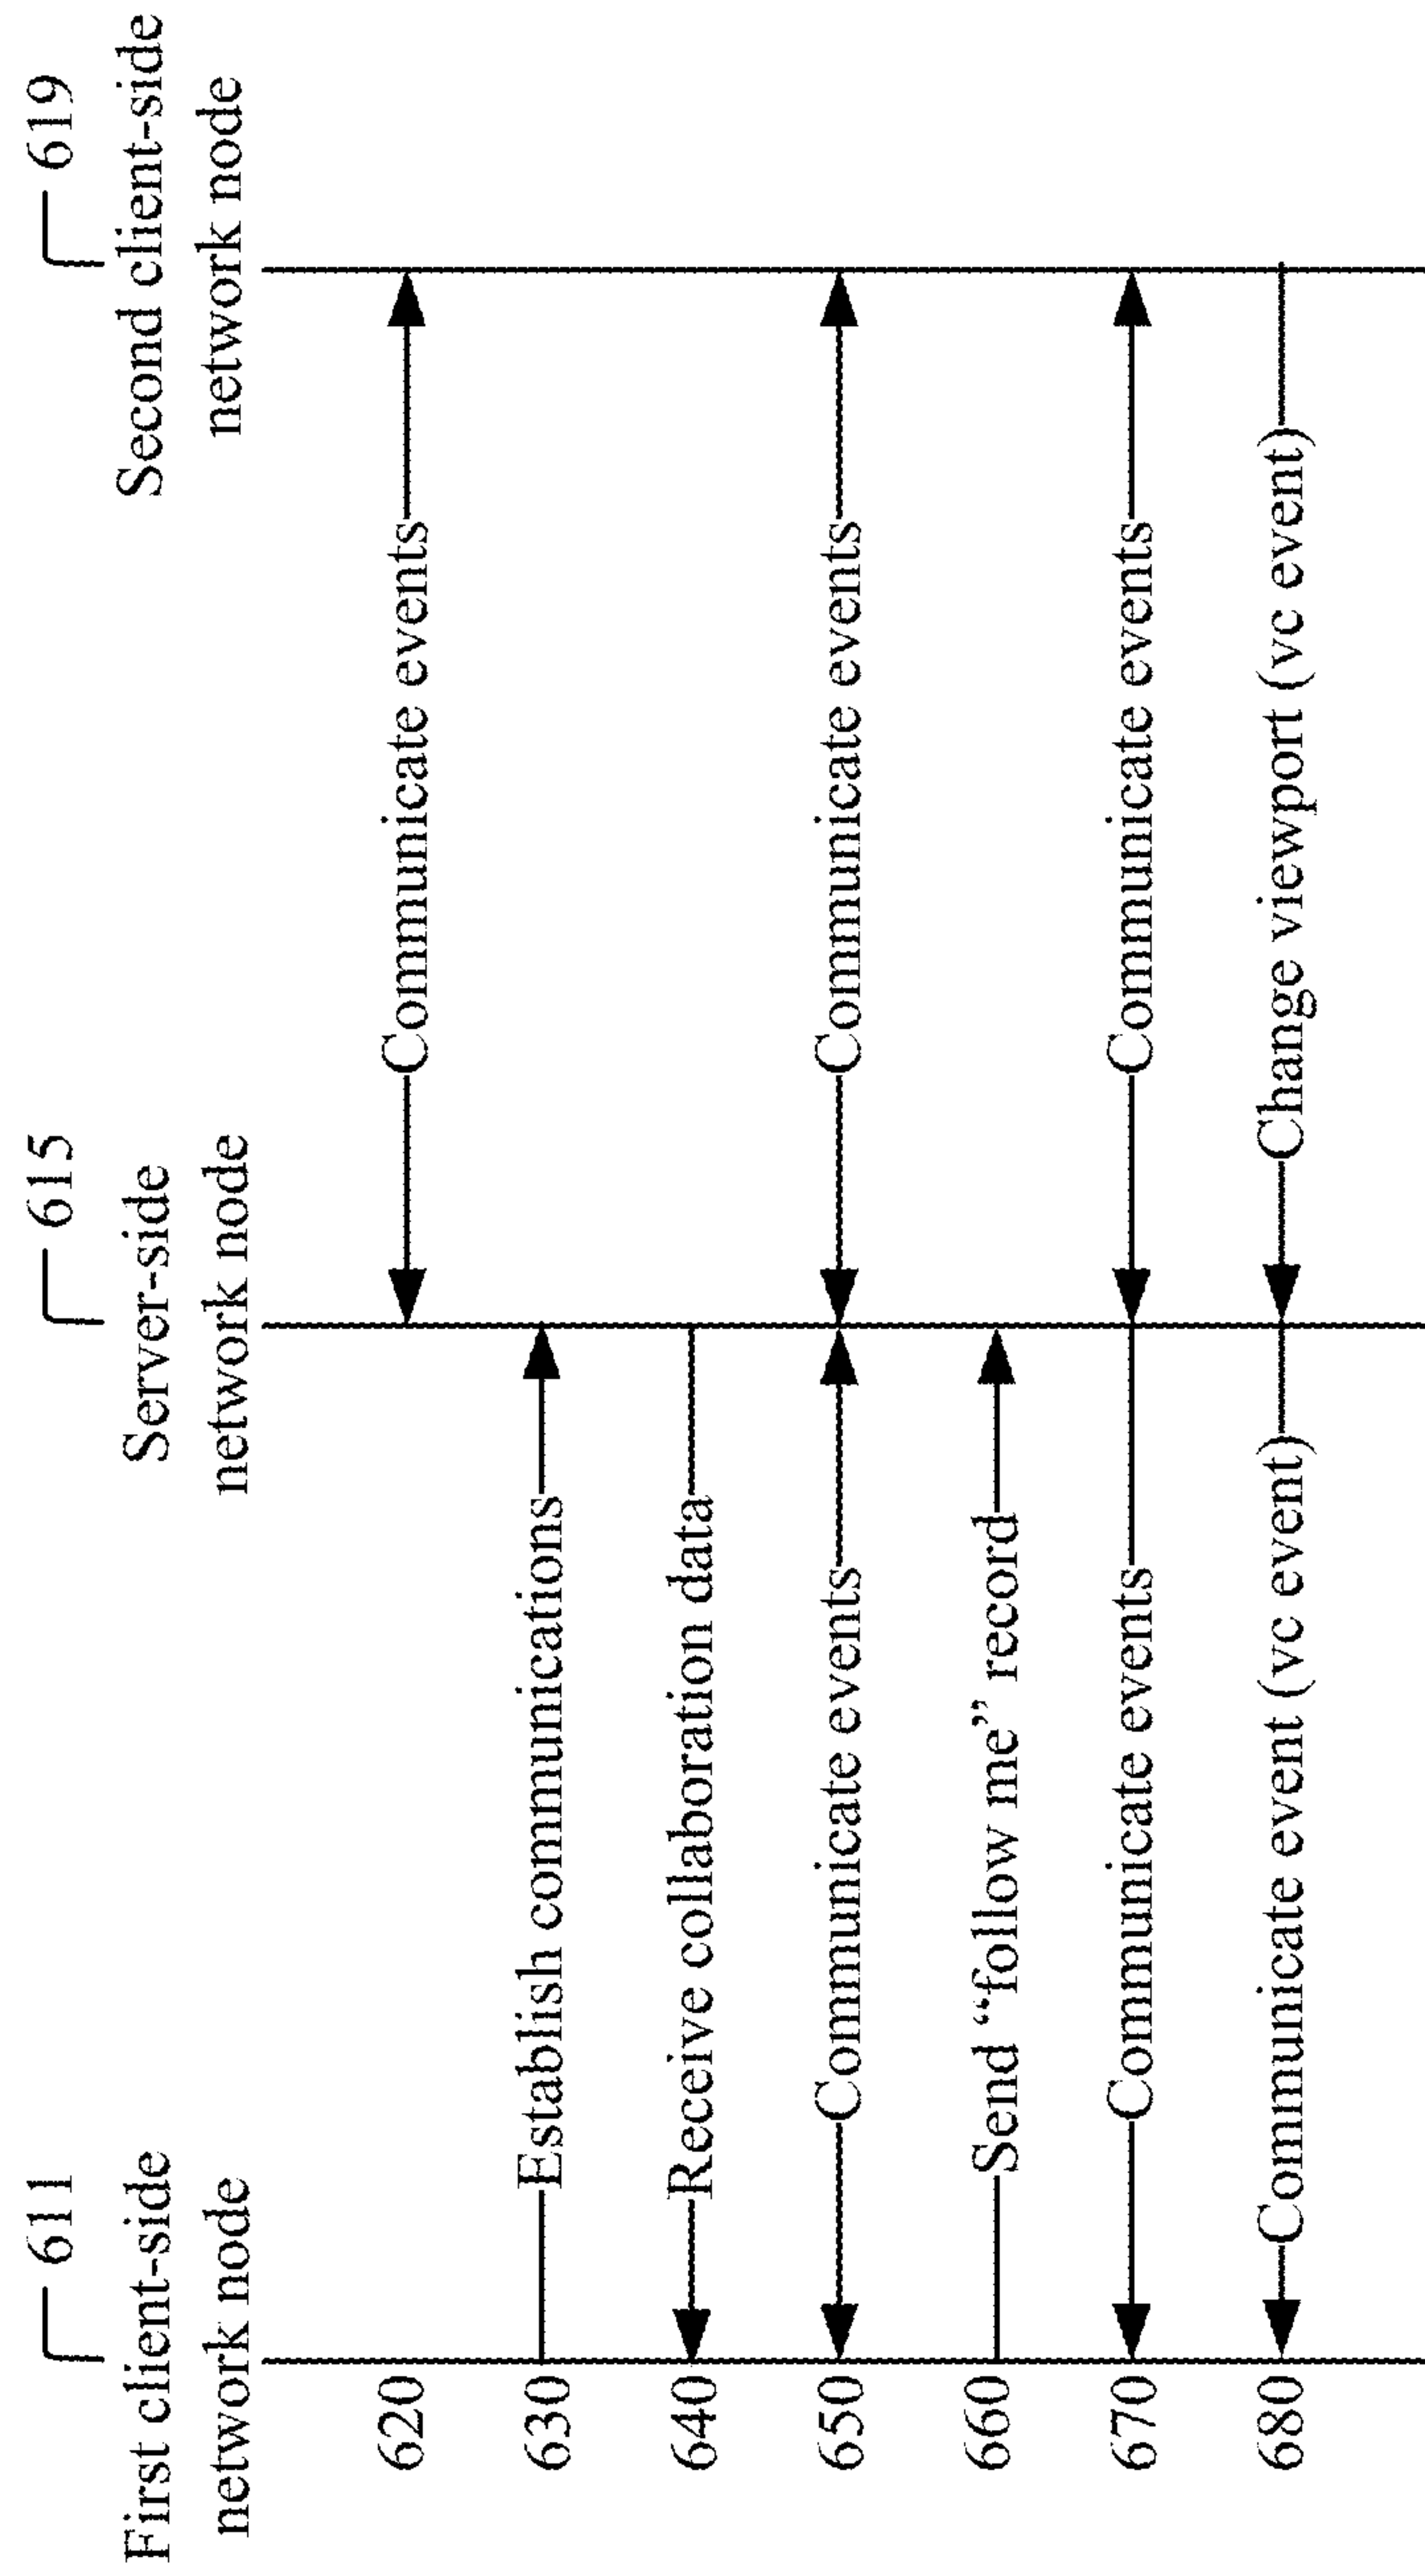 611
First client-side
network node
615
Server-side
network node
619
Second client-side
network node
620
Communicate events
630
Establish communications
640
Receive collaboration data
650
Communicate events
Communicate events
660
Send “follow me” record
670
Communicate events
Communicate events
680
Communicate event (vc event)
Change viewport (vc event)